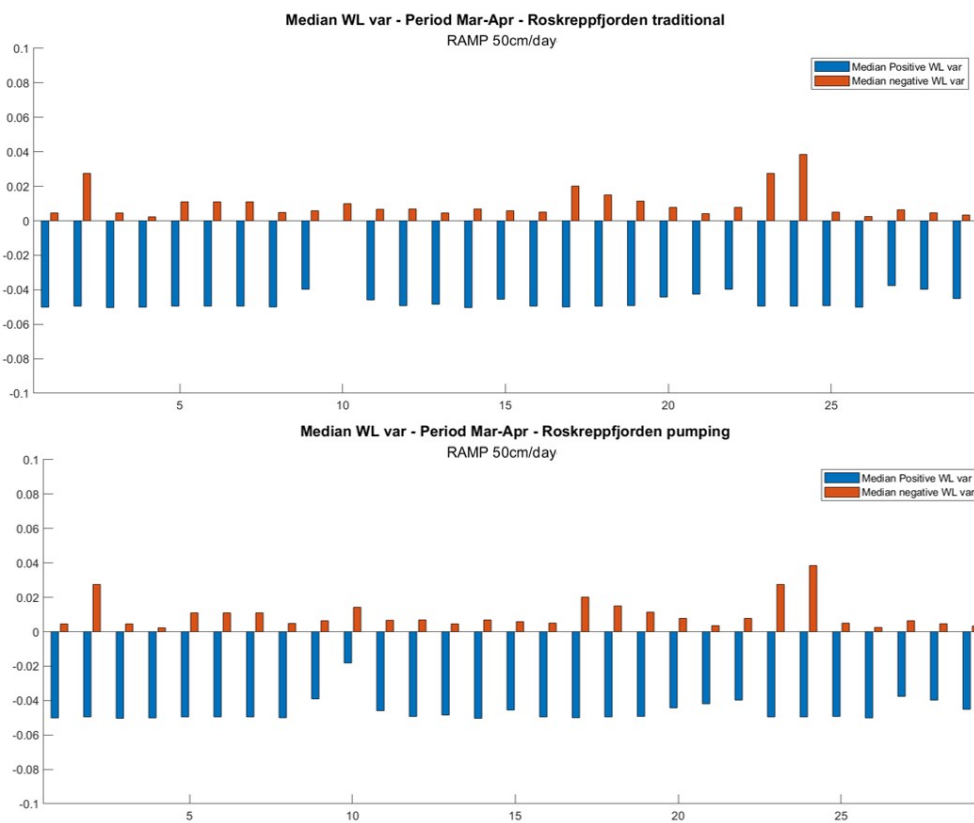 Median WL var - Period Mar-Apr - Roskreppfjorden traditional
RAMP 50cm/day
Median Positive WL var
Median negative WL var
0.1
0.08
0.06
0.04
0.02
0
-0.02
-0.04
-0.06
-0.08
-0.1
5 10 15 20 25
Median WL var - Period Mar-Apr - Roskreppfjorden pumping
RAMP 50cm/day
Median Positive WL var
Median negative WL var
0.1
0.08
0.06
0.04
0.02
0
-0.02
-0.04
-0.06
-0.08
-0.1
5 10 15 20 25